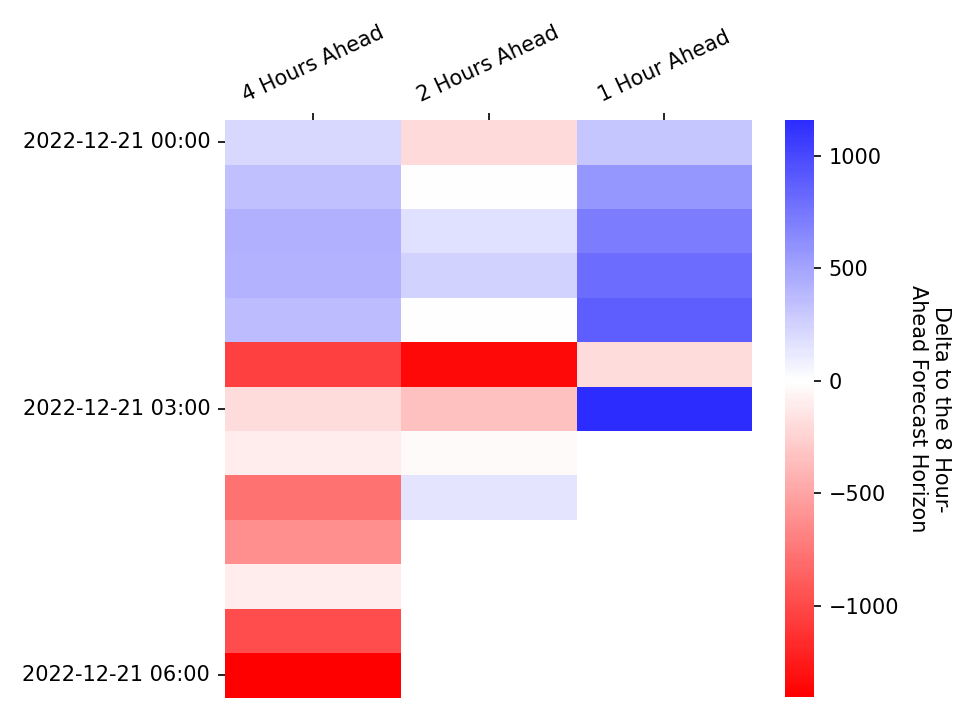 4 Hours Ahead
2 Hours Ahead
1 Hour Ahead
2022-12-21 00:00
2022-12-21 03:00
2022-12-21 06:00
1000
500
0
−500
−1000
Delta to the 8 Hour-
Ahead Forecast Horizon